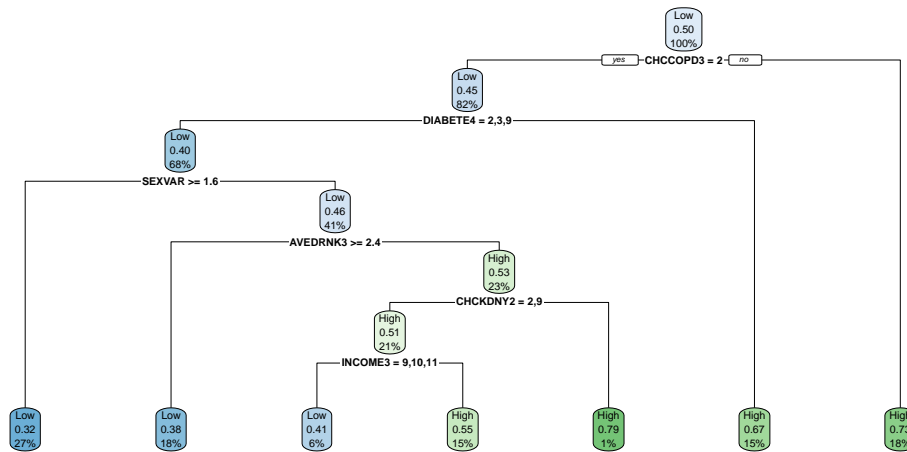 Low
0.50
100%
yes CHCCOPD3 = 2 no
Low
0.45
82%
DIABETE4 = 2,3,9
Low
0.40
68%
SEXVAR >= 1.6
Low
0.46
41%
AVEDRNK3 >= 2.4
High
0.53
23%
CHCKDNY2 = 2,9
High
0.51
21%
INCOME3 = 9,10,11
Low
0.32
27%
Low
0.38
18%
Low
0.41
6%
High
0.55
15%
High
0.79
1%
High
0.67
15%
High
0.73
18%